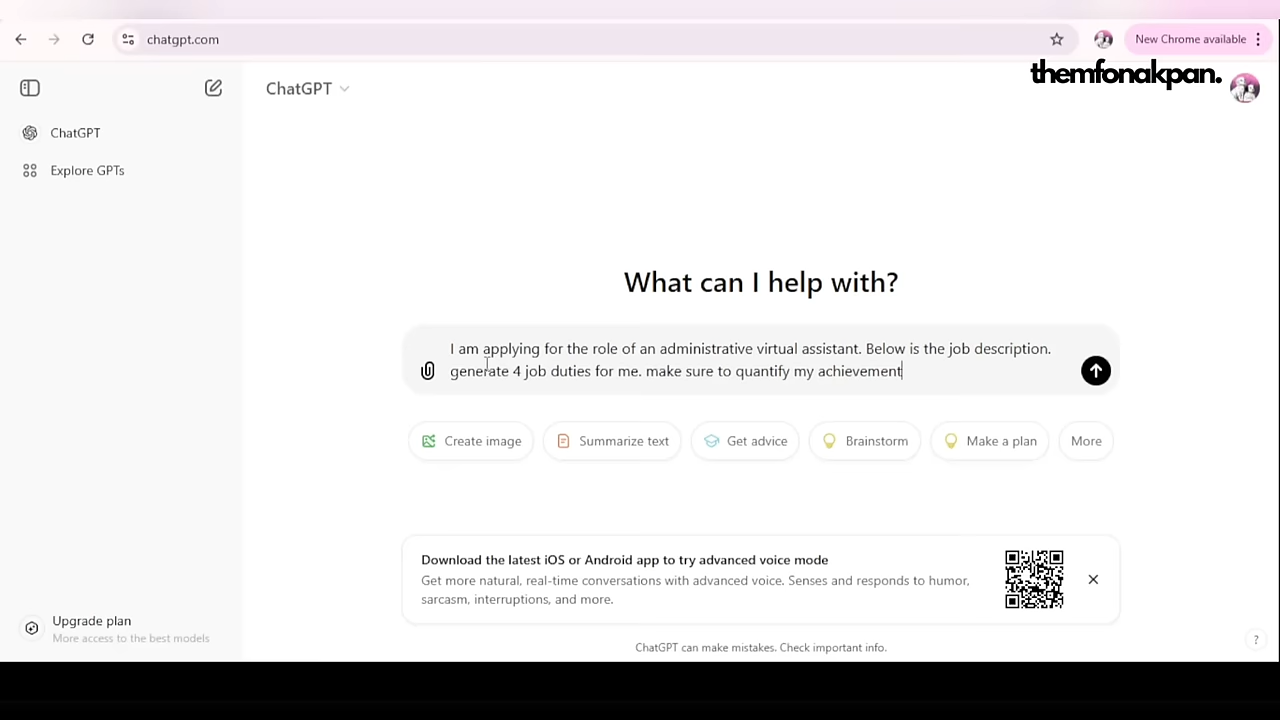 chatgpt.com
New Chrome available
themfonakpan.
ChatGPT
ChatGPT
Explore GPTs
What can I help with?
I am applying for the role of an administrative virtual assistant. Below is the job description.
generate 4 job duties for me. make sure to quantify my achievement
Create image
Summarize text
Get advice
Brainstorm
Make a plan
More
Download the latest iOS or Android app to try advanced voice mode
Get more natural, real-time conversations with advanced voice. Senses and responds to humor,
sarcasm, interruptions, and more.
Upgrade plan
More access to the best models
ChatGPT can make mistakes. Check important info.
?